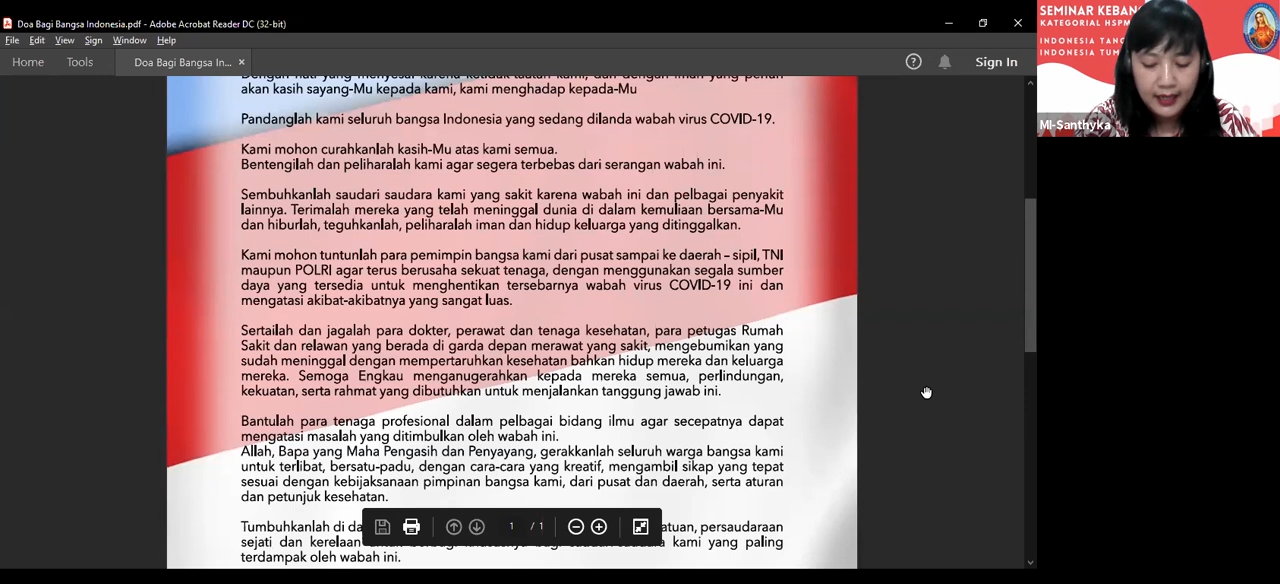 Doa Bagi Bangsa Indonesia.pdf - Adobe Acrobat Reader DC (32-bit)
File Edit View Sign Window Help
Home Tools Doa Bagi Bangsa In... × Sign In
Dengan hati yang menyesal karena dan dengan iman yang penuh
akan kasih sayang-Mu kepada kami, kami menghadap kepada-Mu
Pandanglah kami seluruh bangsa Indonesia yang sedang dilanda wabah virus COVID-19.
Kami mohon curahkanlah kasih-Mu atas kami semua.
Bentengilah dan peliharalah kami agar segera terbebas dari serangan wabah ini.
Sembuhkanlah saudari saudara kami yang sakit karena wabah ini dan pelbagai penyakit
lainnya. Terimalah mereka yang telah meninggal dunia di dalam kemuliaan bersama-Mu
dan hiburlah, teguhkanlah, peliharalah iman dan hidup keluarga yang ditinggalkan.
Kami mohon tuntunlah para pemimpin bangsa kami dari pusat sampai ke daerah – sipil, TNI
maupun POLRI agar terus berusaha sekuat tenaga, dengan menggunakan segala sumber
daya yang tersedia untuk menghentikan tersebarnya wabah virus COVID-19 ini dan
mengatasi akibat-akibatnya yang sangat luas.
Sertailah dan jagalah para dokter, perawat dan tenaga kesehatan, para petugas Rumah
Sakit dan relawan yang berada di garda depan merawat yang sakit, mengebumikan yang
sudah meninggal dengan mempertaruhkan kesehatan bahkan hidup mereka dan keluarga
mereka. Semoga Engkau menganugerahkan kepada mereka semua, perlindungan,
kekuatan, serta rahmat yang dibutuhkan untuk menjalankan tanggung jawab ini.
Bantulah para tenaga profesional dalam pelbagai bidang ilmu agar secepatnya dapat
mengatasi masalah yang ditimbulkan oleh wabah ini.
Allah, Bapa yang Maha Pengasih dan Penyayang, gerakkanlah seluruh warga bangsa kami
untuk terlibat, bersatu-padu, dengan cara-cara yang kreatif, mengambil sikap yang tepat
sesuai dengan kebijaksanaan pimpinan bangsa kami, dari pusat dan daerah, serta aturan
dan petunjuk kesehatan.
Tumbuhkanlah di da atuan, persaudaraan
sejati dan kerelaan kami yang paling
terdampak oleh wabah ini.
1 / 1
SEMINAR KEBAN
KATEGORIAL HSPM
INDONESIA TANG
INDONESIA TUM
MI-Santhyka